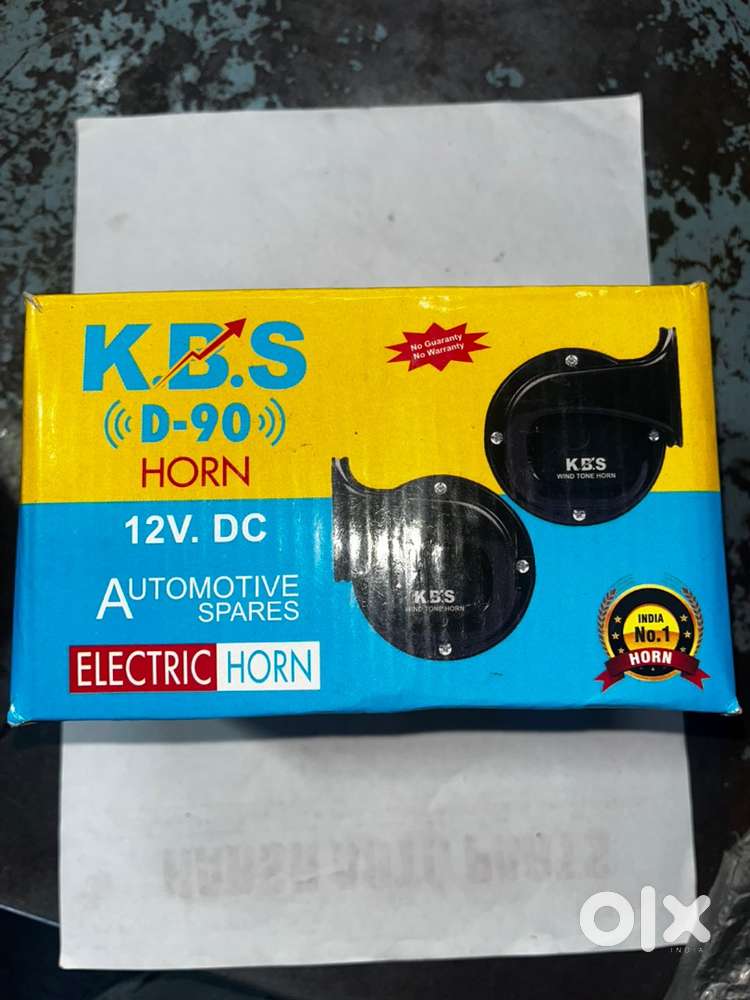 K.B.S
D-90
HORN
12V. DC
AUTOMOTIVE
SPARES
ELECTRIC HORN
No Guaranty
No Warranty
K.B.S
WIND TONE HORN
K.B.S
WIND TONE HORN
INDIA
No.1
HORN
olx
INDIA